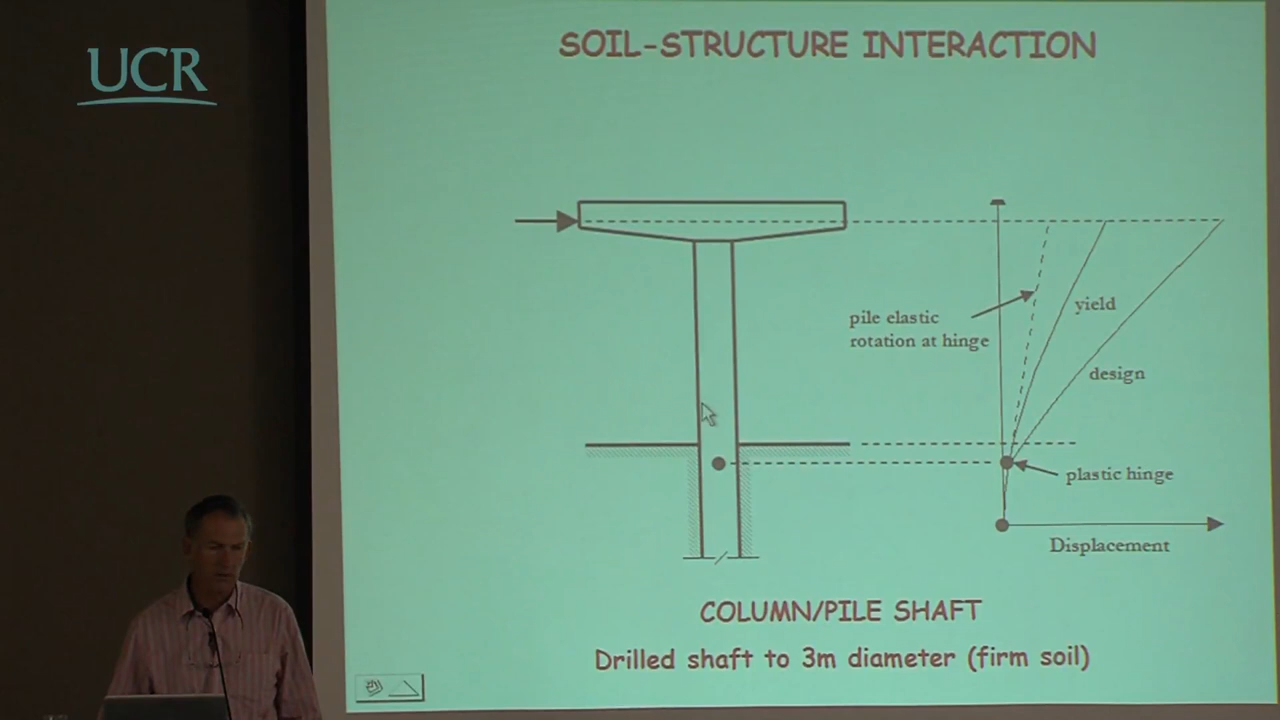 UCR
SOIL-STRUCTURE INTERACTION
pile elastic
rotation at hinge
yield
design
plastic hinge
Displacement
COLUMN/PILE SHAFT
Drilled shaft to 3m diameter (firm soil)